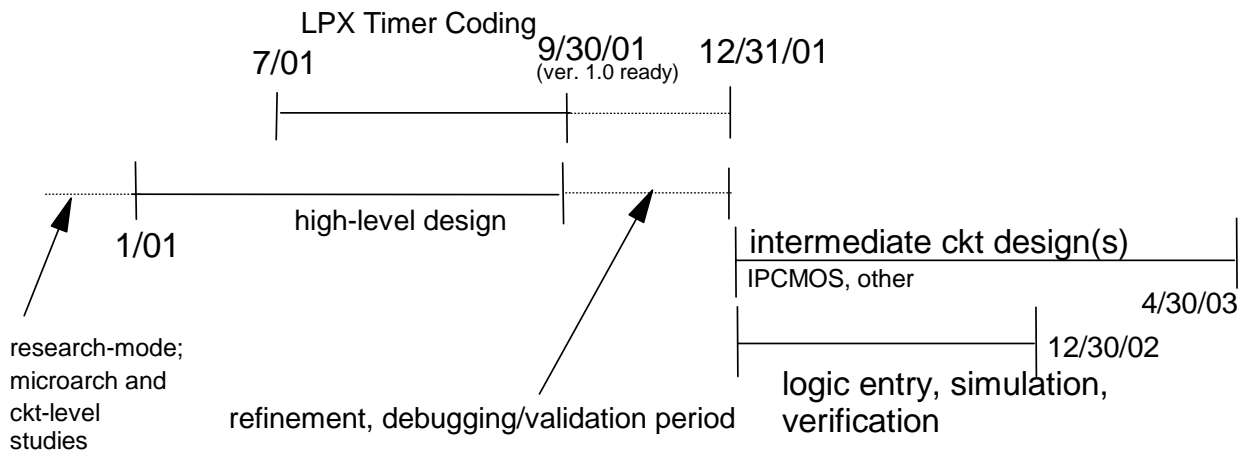 LPX Timer Coding
7/01
9/30/01
(ver. 1.0 ready)
12/31/01
high-level design
1/01
intermediate ckt design(s)
IPCMOS, other
4/30/03
research-mode;
microarch and
ckt-level
studies
12/30/02
refinement, debugging/validation period
logic entry, simulation,
verification